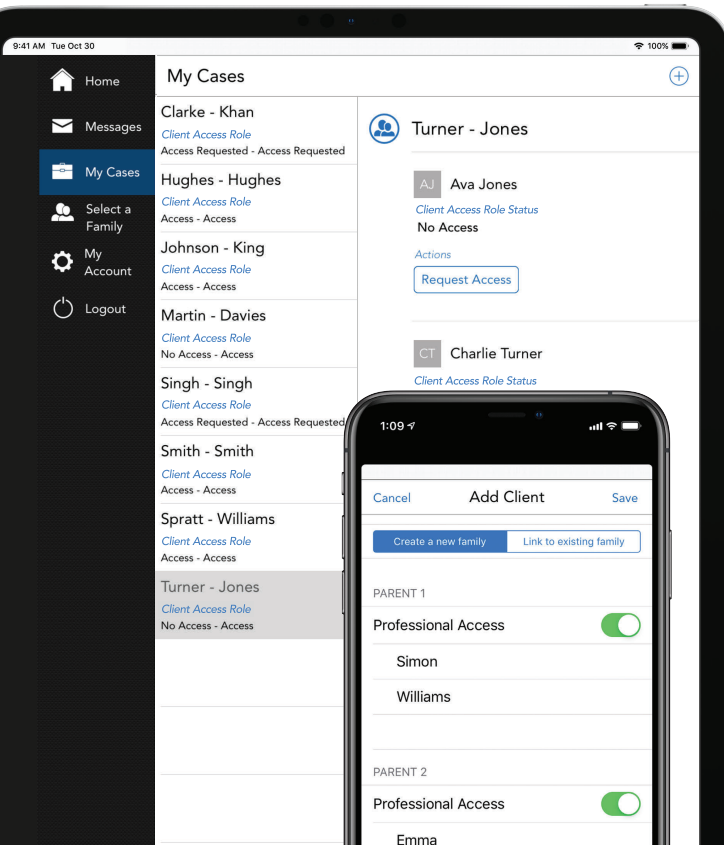 9:41 AM Tue Oct 30
100%
Home
Messages
My Cases
Select a
Family
My
Account
Logout
My Cases
Clarke - Khan
Client Access Role
Access Requested - Access Requested
Hughes - Hughes
Client Access Role
Access - Access
Johnson - King
Client Access Role
Access - Access
Martin - Davies
Client Access Role
No Access - Access
Singh - Singh
Client Access Role
Access Requested - Access Requested
Smith - Smith
Client Access Role
Access - Access
Spratt - Williams
Client Access Role
Access - Access
Turner - Jones
Client Access Role
No Access - Access
Turner - Jones
AJ Ava Jones
Client Access Role Status
No Access
Actions
Request Access
CT Charlie Turner
Client Access Role Status
1:09
Cancel Add Client Save
Create a new family Link to existing family
PARENT 1
Professional Access
Simon
Williams
PARENT 2
Professional Access
Emma